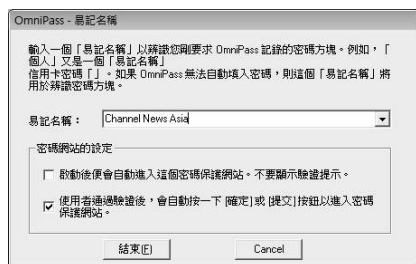 OmniPass - 易記名稱
輸入一個「易記名稱」以辨識您剛要求 OmniPass 記錄的密碼方塊。例如，「
個人」又是一個「易記名稱」
信用卡密碼「」。如果 OmniPass 無法自動填入密碼，則這個「易記名稱」將
用於辨識密碼方塊。
易記名稱： Channel News Asia
密碼網站的設定
啟動後便會自動進入這個密碼保護網站。不要顯示驗證提示。
使用者通過驗證後，會自動按一下 [確定] 或 [提交] 按鈕以進入密碼
保護網站。
結束(F) Cancel